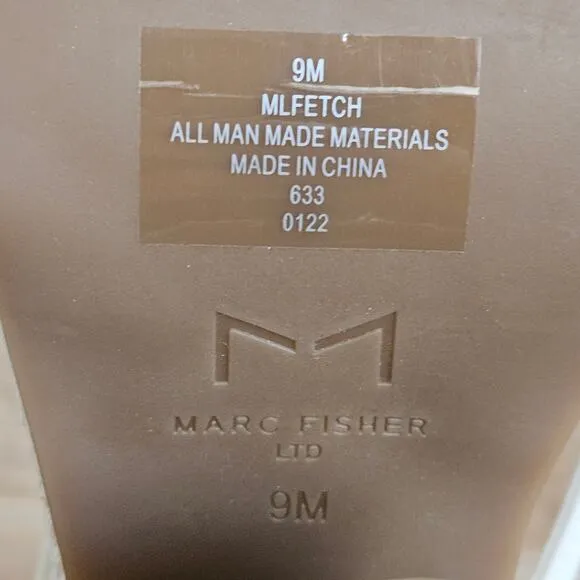 9M
MLFETCH
ALL MAN MADE MATERIALS
MADE IN CHINA
633
0122
MARC FISHER
LTD
9M